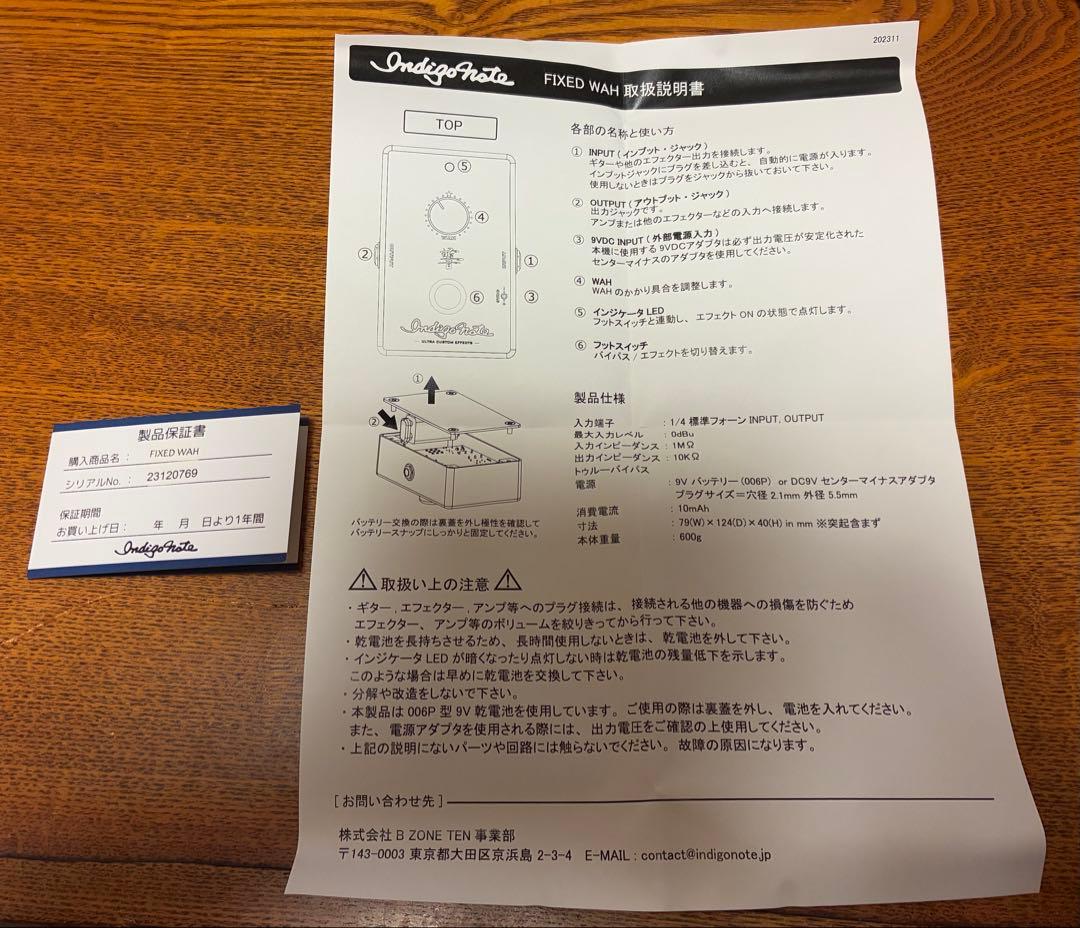 202311
Indigo Note FIXED WAH 取扱説明書
TOP
⑤
④
②
①
⑥
③
Indigo Note
ULTRA CUSTOM EFFECTS
①
②
バッテリー交換の際は裏蓋を外し極性を確認して
バッテリースナップにしっかりと固定してください。
各部の名称と使い方
① INPUT (インプット・ジャック)
ギターや他のエフェクター出力を接続します。
インプットジャックにプラグを差し込むと、自動的に電源が入ります。
使用しないときはプラグをジャックから抜いておいて下さい。
② OUTPUT (アウトプット・ジャック)
出力ジャックです。
アンプまたは他のエフェクターなどの入力へ接続します。
③ 9VDC INPUT (外部電源入力)
本機に使用する 9VDCアダプタは必ず出力電圧が安定化された
センターマイナスのアダプタを使用してください。
④ WAH
WAH のかかり具合を調整します。
⑤ インジケータ LED
フットスイッチと連動し、エフェクト ON の状態で点灯します。
⑥ フットスイッチ
バイパス / エフェクトを切り替えます。
製品仕様
入力端子 : 1/4 標準フォーン INPUT, OUTPUT
最大入力レベル : 0dBu
入力インピーダンス : 1MΩ
出力インピーダンス : 10KΩ
トゥルーバイパス
電源 : 9V バッテリー(006P) or DC9V センターマイナスアダプタ
プラグサイズ＝穴径 2.1mm 外径 5.5mm
消費電流 : 10mAh
寸法 : 79(W)×124(D)×40(H) in mm ※突起含まず
本体重量 : 600g
取扱い上の注意
・ギター , エフェクター , アンプ等へのプラグ接続は、接続される他の機器への損傷を防ぐため
エフェクター、アンプ等のボリュームを絞りきってから行って下さい。
・乾電池を長持ちさせるため、長時間使用しないときは、乾電池を外して下さい。
・インジケータ LED が暗くなったり点灯しない時は乾電池の残量低下を示します。
このような場合は早めに乾電池を交換して下さい。
・分解や改造をしないで下さい。
・本製品は 006P 型 9V 乾電池を使用しています。ご使用の際は裏蓋を外し、電池を入れてください。
また、電源アダプタを使用される際には、出力電圧をご確認の上使用してください。
・上記の説明にないパーツや回路には触らないでください。故障の原因になります。
[ お問い合わせ先 ]
株式会社 B ZONE TEN 事業部
〒143-0003 東京都大田区京浜島 2-3-4 E-MAIL : contact@indigonote.jp
製品保証書
購入商品名 : FIXED WAH
シリアルNo. : 23120769
保証期間
お買い上げ日 : 年 月 日より1年間
Indigo Note